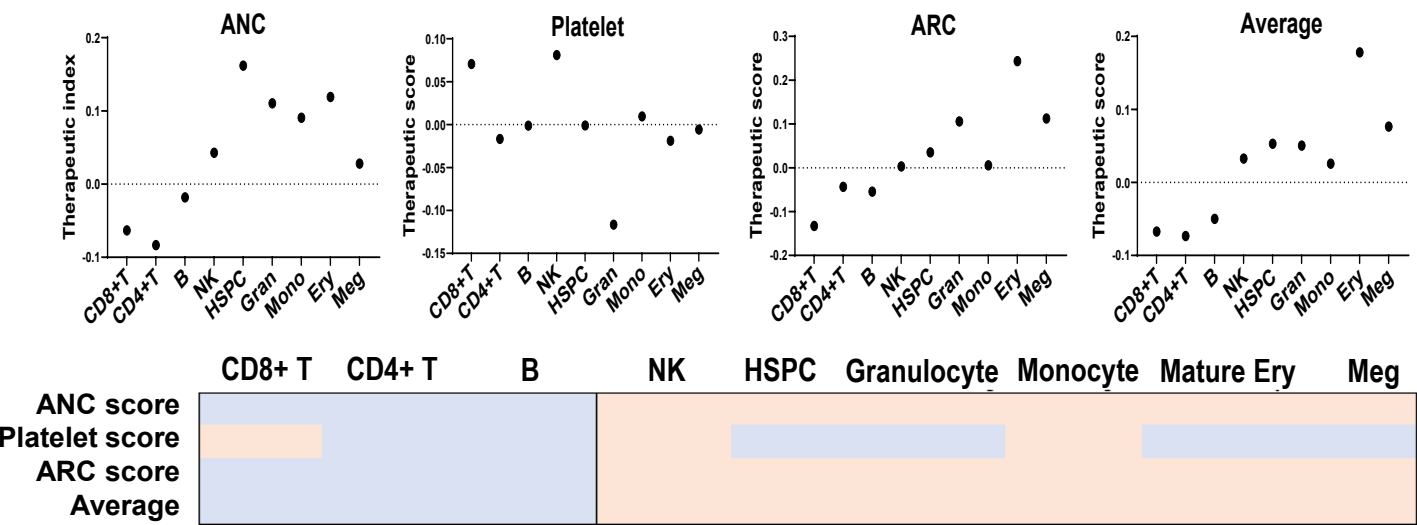 ANC
Therapeutic index
0.2
0.1
0.0
-0.1
CD8+T
CD4+T
B
NK
HSPC
Gran
Mono
Ery
Meg
Platelet
Therapeutic score
0.10
0.05
0.00
-0.05
-0.10
-0.15
CD8+T
CD4+T
B
NK
HSPC
Gran
Mono
Ery
Meg
ARC
Therapeutic score
0.3
0.2
0.1
0.0
-0.1
-0.2
CD8+T
CD4+T
B
NK
HSPC
Gran
Mono
Ery
Meg
Average
Therapeutic score
0.2
0.1
0.0
-0.1
CD8+T
CD4+T
B
NK
HSPC
Gran
Mono
Ery
Meg
CD8+ T CD4+ T B NK HSPC Granulocyte Monocyte Mature Ery Meg
ANC score
Platelet score
ARC score
Average